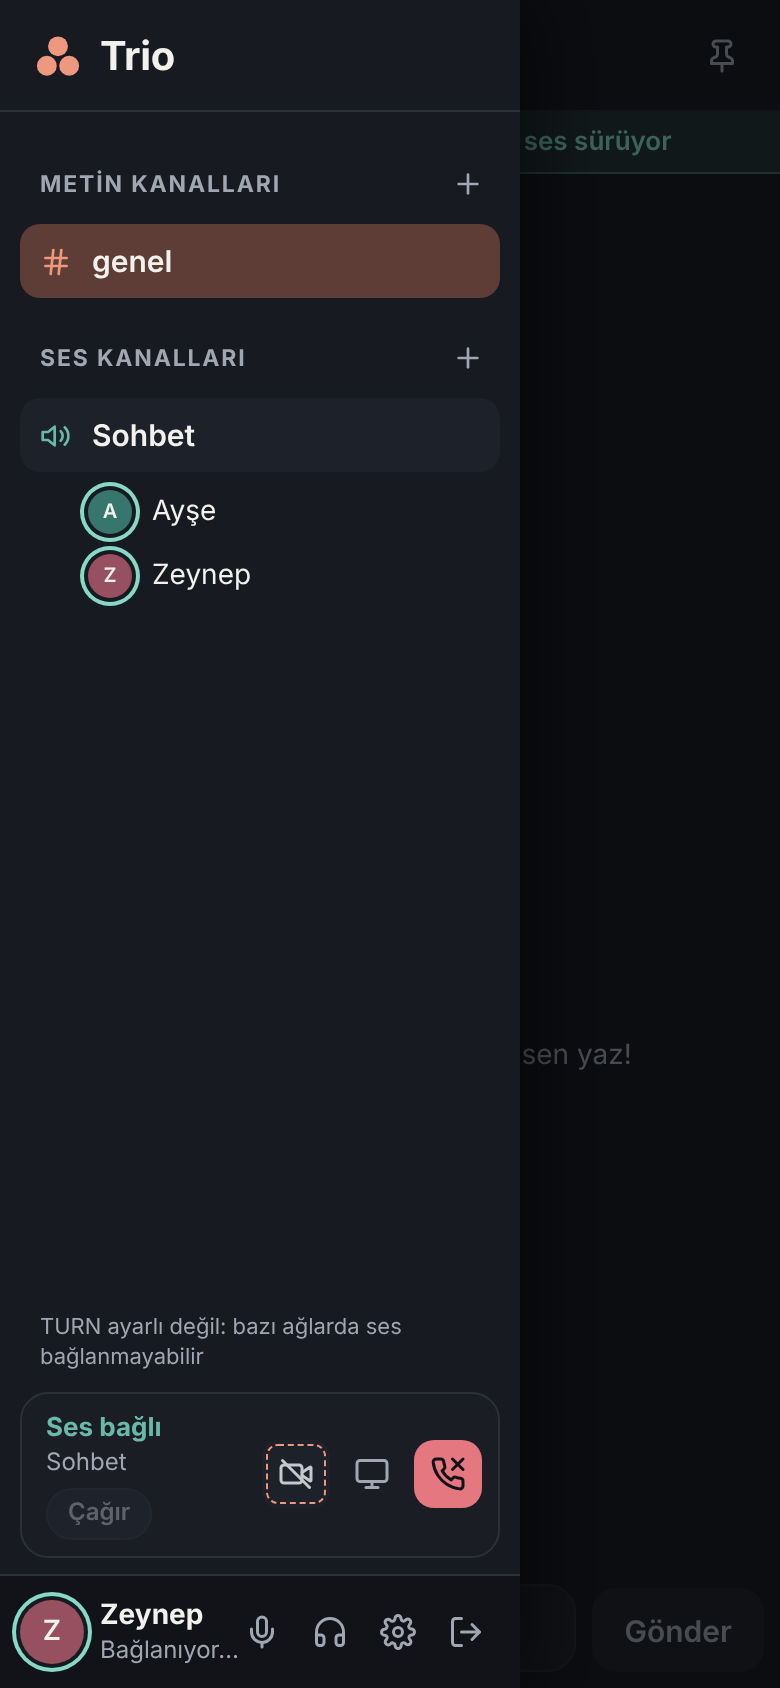 Trio
ses sürüyor
METİN KANALLARI
genel
SES KANALLARI
Sohbet
A Ayşe
Z Zeynep
sen yaz!
TURN ayarlı değil: bazı ağlarda ses
bağlanmayabilir
Ses bağlı
Sohbet
Çağır
Z
Zeynep
Bağlanıyor...
Gönder